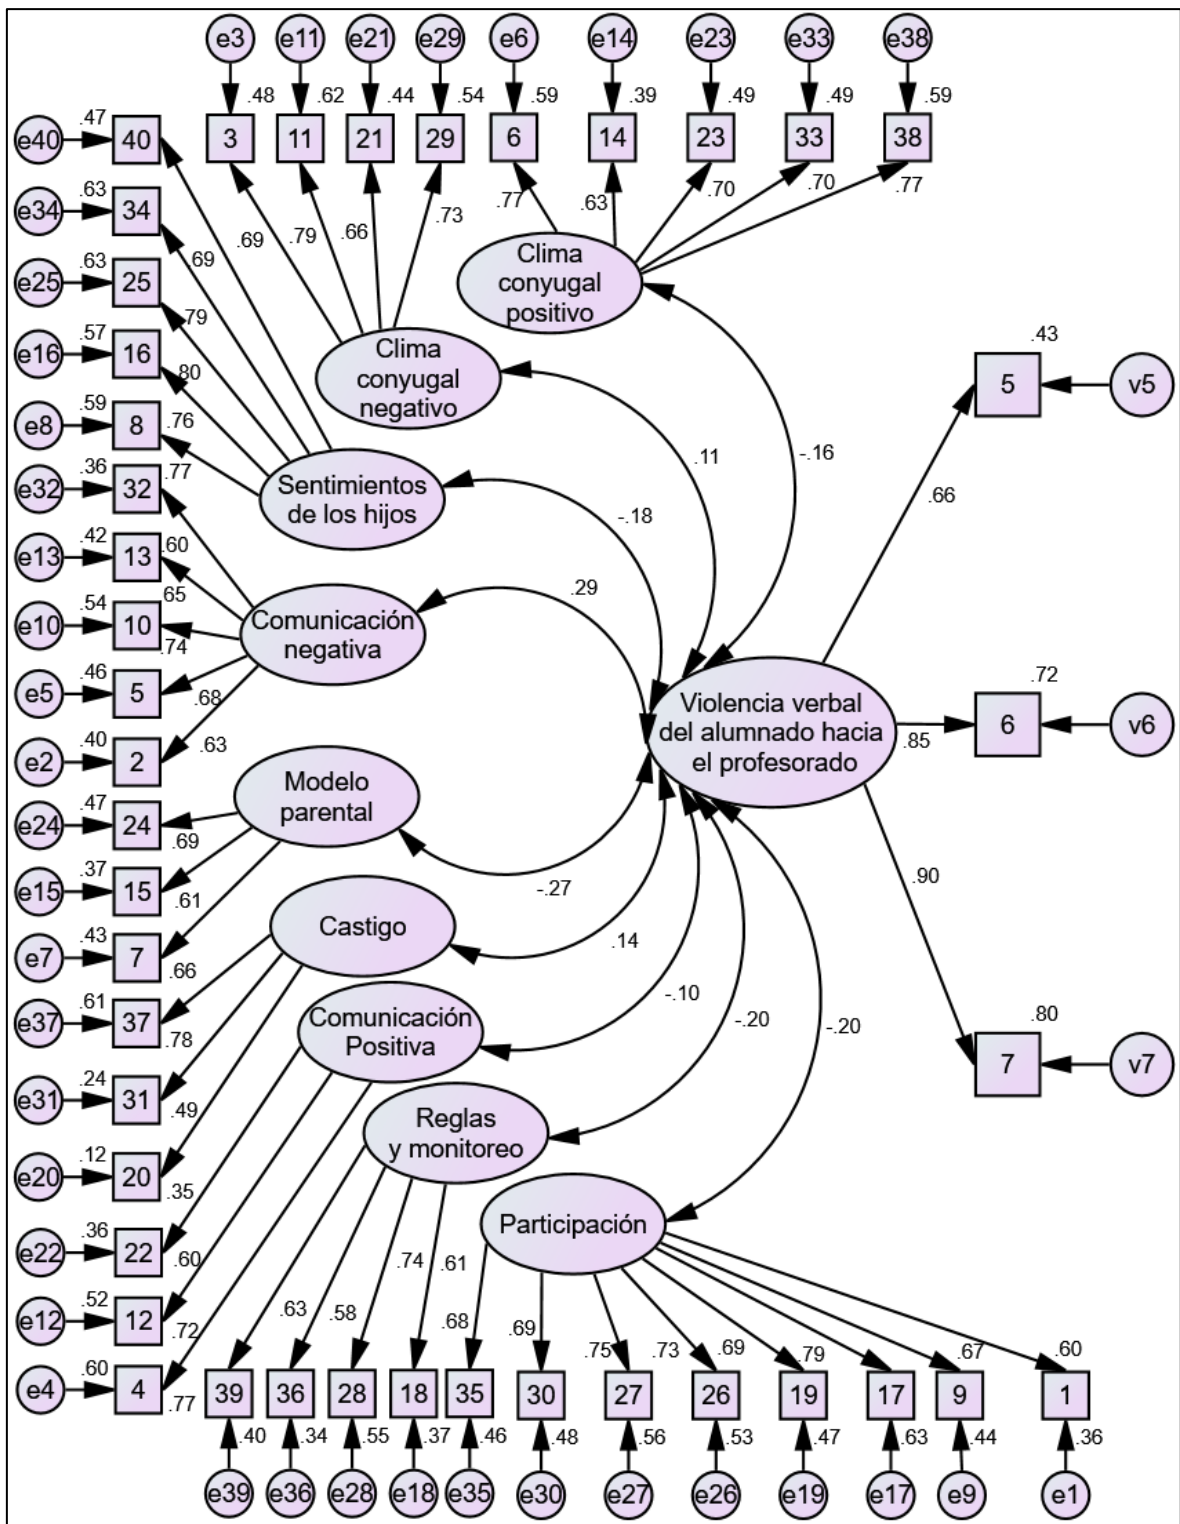 e3 e11 e21 e29 e6 e14 e23 e33 e38
.48 .62 .44 .54 .59 .39 .49 .49 .59
3 11 21 29 6 14 23 33 38
.69 .79 .66 .73 .77 .63 .70 .70 .77
Clima
conyugal
positivo
Clima
conyugal
negativo
e40 .47 40
e34 .63 34
.69
e25 .63 25
.79
e16 .57 16
.80
e8 .59 8
.76
Sentimientos
de los hijos
.77
e32 .36 32
e13 .42 13
.60
.65
e10 .54 10
.74
e5 .46 5
.68
e2 .40 2
.63
Comunicación
negativa
.11
-.16
-.18
.29
Violencia verbal
del alumnado hacia
el profesorado
.66
.43
5 v5
.85
.72
6 v6
.90
.80
7 v7
Modelo
parental
e24 .47 24
.69
e15 .37 15
.61
e7 .43 7
.66
-.27
Castigo
.14
e37 .61 37
.78
e31 .24 31
.49
e20 .12 20
.35
Comunicación
Positiva
-.10
e22 .36 22
.60
e12 .52 12
.72
e4 .60 4
.77
Reglas
y monitoreo
-.20
-.20
Participación
.63 .58 .74 .61 .68 .69 .75 .73 .69 .79 .67 .60
39 36 28 18 35 30 27 26 19 17 9 1
.40 .34 .55 .37 .46 .48 .56 .53 .47 .63 .44 .36
e39 e36 e28 e18 e35 e30 e27 e26 e19 e17 e9 e1